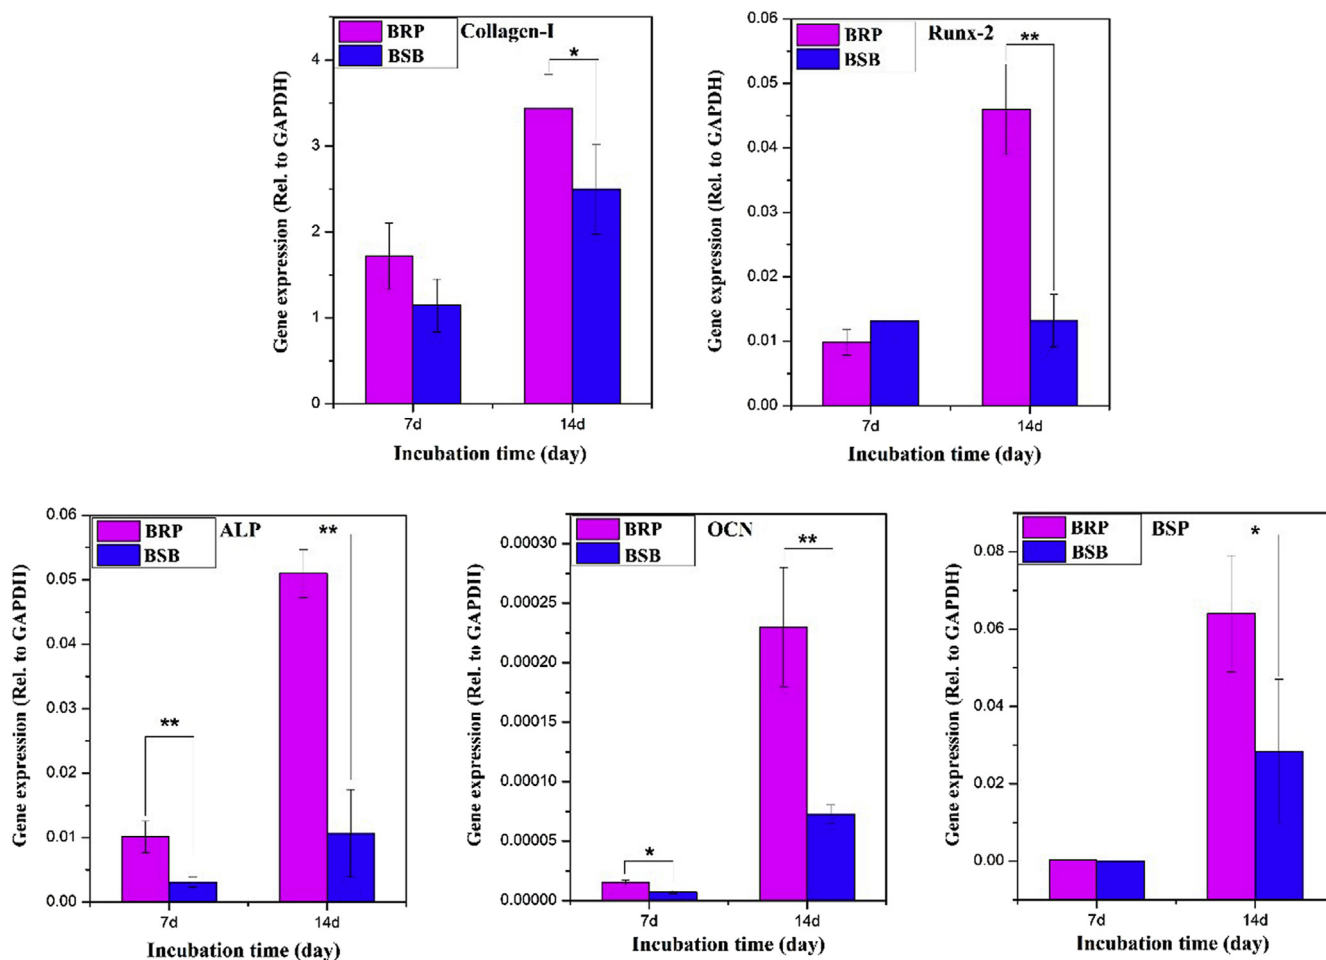 BRP
BSB
Collagen-I
Gene expression (Rel. to GAPDH)
4
3
2
1
0
*
7d
14d
Incubation time (day)
BRP
BSB
Runx-2
Gene expression (Rel. to GAPDH)
0.06
0.05
0.04
0.03
0.02
0.01
0.00
**
7d
14d
Incubation time (day)
BRP
BSB
ALP
Gene expression (Rel. to GAPDH)
0.06
0.05
0.04
0.03
0.02
0.01
0.00
**
**
7d
14d
Incubation time (day)
BRP
BSB
OCN
Gene expression (Rel. to GAPDH)
0.00030
0.00025
0.00020
0.00015
0.00010
0.00005
0.00000
**
*
7d
14d
Incubation time (day)
BRP
BSB
BSP
Gene expression (Rel. to GAPDH)
0.08
0.06
0.04
0.02
0.00
*
7d
14d
Incubation time (day)